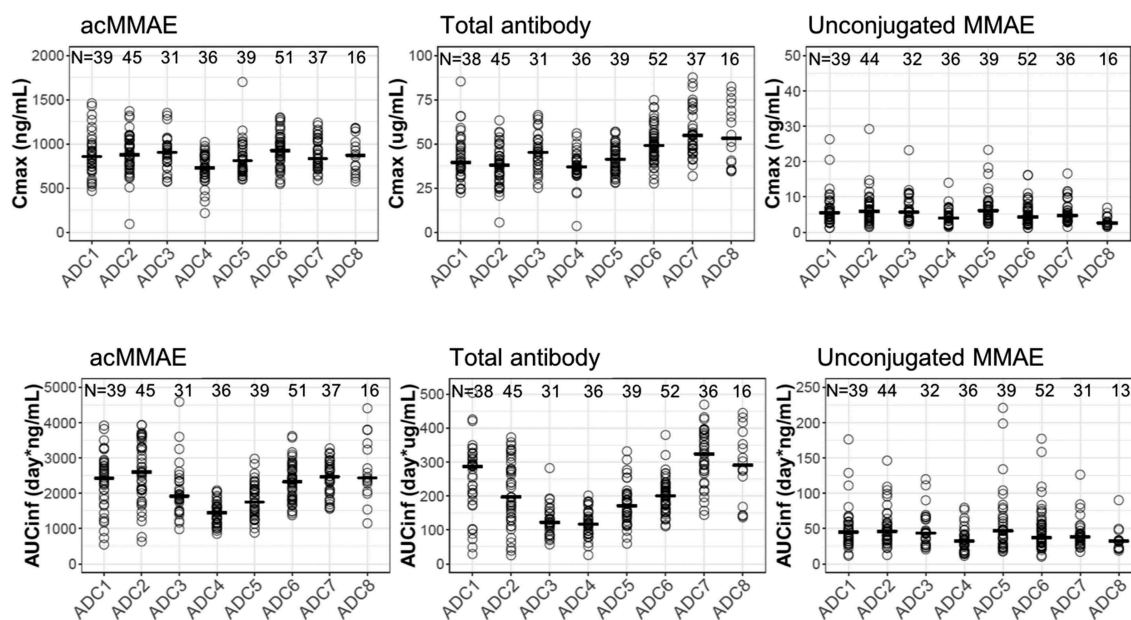 acMMAE Total antibody Unconjugated MMAE
2000 N=39 45 31 36 39 51 37 16
1500
1000
500
0
Cmax (ng/mL)
ADC1 ADC2 ADC3 ADC4 ADC5 ADC6 ADC7 ADC8
100 N=38 45 31 36 39 52 37 16
75
50
25
0
Cmax (ug/mL)
ADC1 ADC2 ADC3 ADC4 ADC5 ADC6 ADC7 ADC8
50 N=39 44 32 36 39 52 36 16
40
30
20
10
0
Cmax (ng/mL)
ADC1 ADC2 ADC3 ADC4 ADC5 ADC6 ADC7 ADC8
acMMAE Total antibody Unconjugated MMAE
5000 N=39 45 31 36 39 51 37 16
4000
3000
2000
1000
0
AUCinf (day*ng/mL)
ADC1 ADC2 ADC3 ADC4 ADC5 ADC6 ADC7 ADC8
500 N=38 45 31 36 39 52 36 16
400
300
200
100
0
AUCinf (day*ug/mL)
ADC1 ADC2 ADC3 ADC4 ADC5 ADC6 ADC7 ADC8
250 N=39 44 32 36 39 52 31 13
200
150
100
50
0
AUCinf (day*ng/mL)
ADC1 ADC2 ADC3 ADC4 ADC5 ADC6 ADC7 ADC8